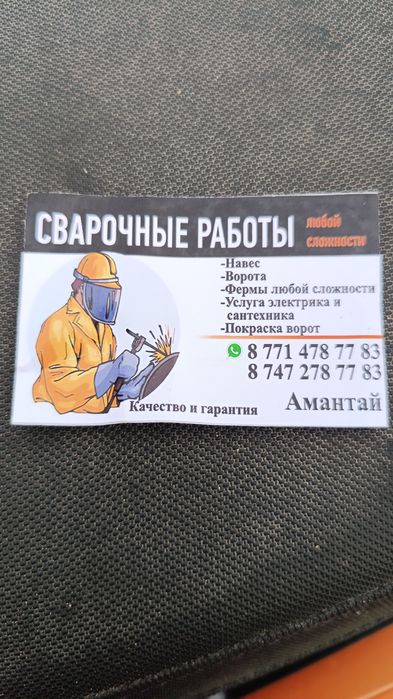 СВАРОЧНЫЕ РАБОТЫ любой
сложности
-Навес
-Ворота
-Фермы любой сложности
-Услуга электрика и
сантехника
-Покраска ворот
8 771 478 77 83
8 747 278 77 83
Качество и гарантия Амантай